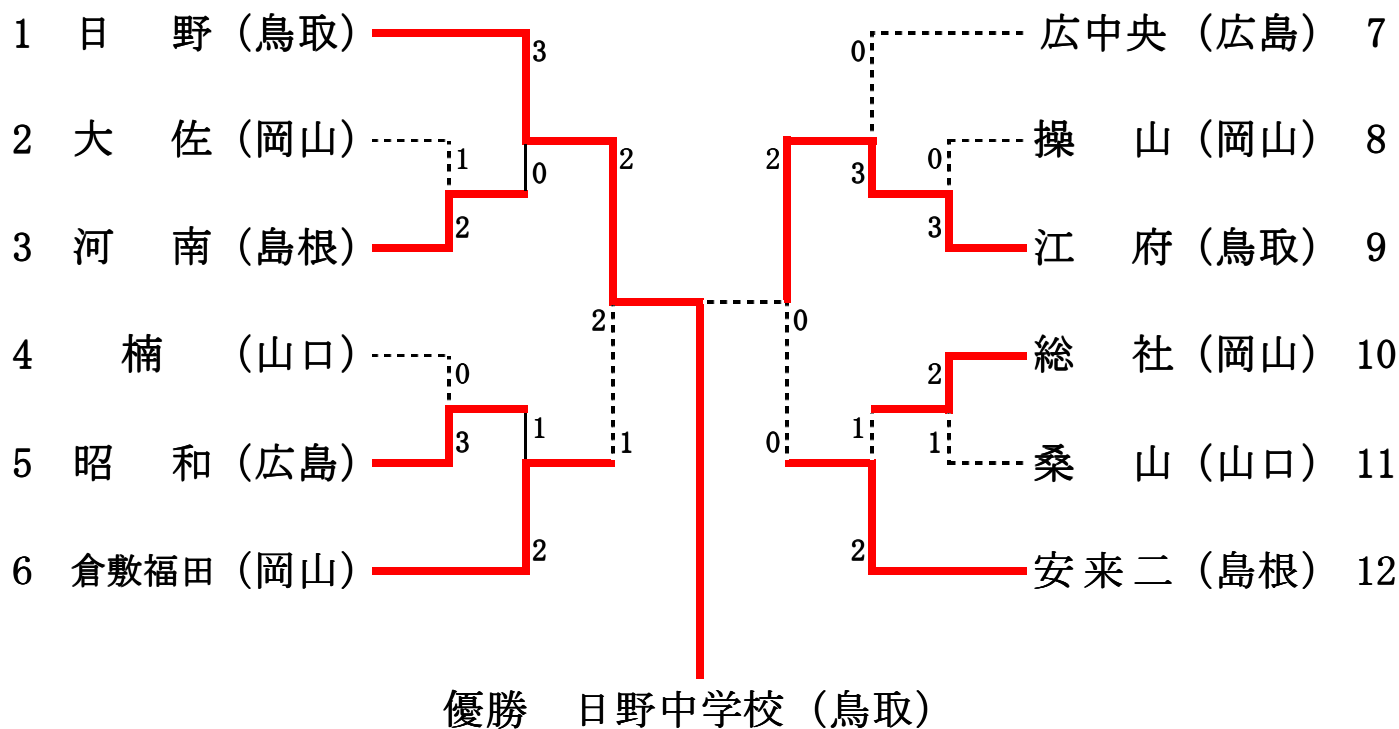 1 日 野 (鳥取) 3 0 広中央 (広島) 7
2 大 佐 (岡山) 1 0 2 2 3 0 操 山 (岡山) 8
3 河 南 (島根) 2 3 江 府 (鳥取) 9
2 0
4 楠 (山口) 0 2 総 社 (岡山) 10
5 昭 和 (広島) 3 1 1 0 1 1 桑 山 (山口) 11
6 倉敷福田 (岡山) 2 2 安来二 (島根) 12
優勝 日野中学校 (鳥取)